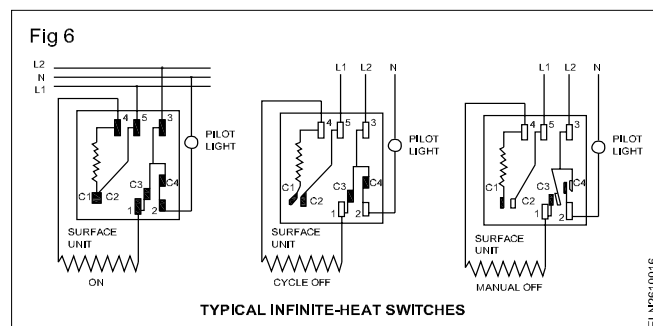 Fig 6
L2
N
L1
4 5 3
PILOT
LIGHT
C1 C2 C3 C4
1 2
SURFACE
UNIT
ON
L1 L2 N
4 5 3
PILOT
LIGHT
C1 C2 C3 C4
1 2
SURFACE
UNIT
CYCLE OFF
L1 L2 N
4 5 3
PILOT
LIGHT
C1 C2 C3 C4
1 2
SURFACE
UNIT
MANUAL OFF
TYPICAL INFINITE-HEAT SWITCHES